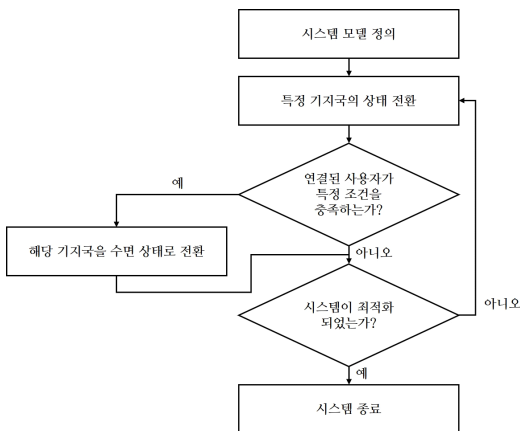 시스템 모델 정의
특정 기지국의 상태 전환
연결된 사용자가
특정 조건을
충족하는가?
예
해당 기지국을 수면 상태로 전환
아니오
시스템이 최적화
되었는가?
아니오
예
시스템 종료